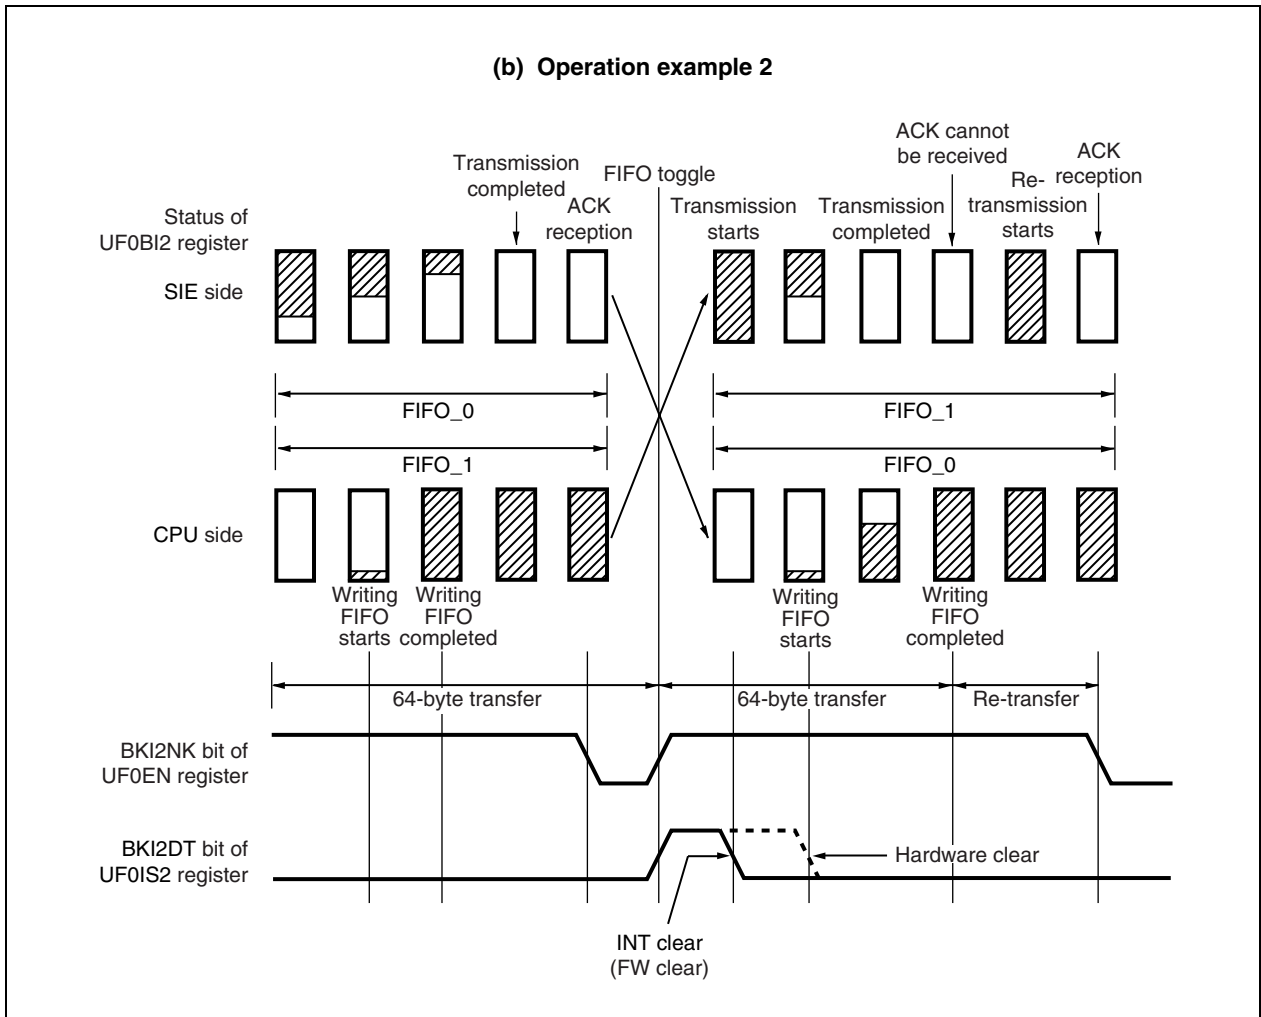 (b) Operation example 2
ACK cannot
be received
ACK
reception
Transmission
completed
FIFO toggle
Re-
transmission
starts
Status of
UF0BI2 register
ACK
reception
Transmission
starts
Transmission
completed
SIE side
FIFO_0
FIFO_1
FIFO_1
FIFO_0
CPU side
Writing
FIFO
starts
Writing
FIFO
completed
Writing
FIFO
starts
Writing
FIFO
completed
64-byte transfer
64-byte transfer
Re-transfer
BKI2NK bit of
UF0EN register
BKI2DT bit of
UF0IS2 register
Hardware clear
INT clear
(FW clear)